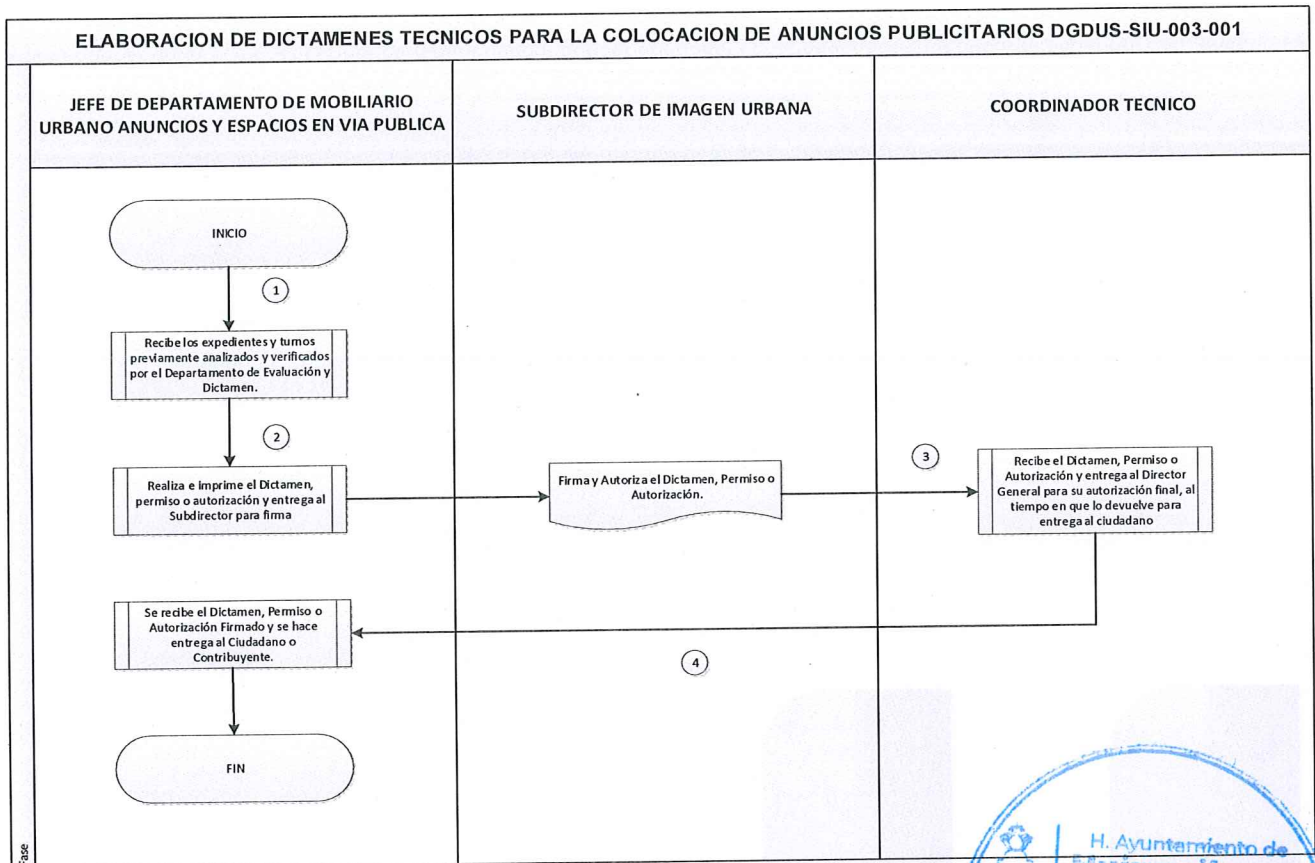 ELABORACION DE DICTAMENES TECNICOS PARA LA COLOCACION DE ANUNCIOS PUBLICITARIOS DGDUS-SIU-003-001
JEFE DE DEPARTAMENTO DE MOBILIARIO
URBANO ANUNCIOS Y ESPACIOS EN VIA PUBLICA
SUBDIRECTOR DE IMAGEN URBANA
COORDINADOR TECNICO
INICIO
1
Recibe los expedientes y turnos
previamente analizados y verificados
por el Departamento de Evaluación y
Dictamen.
2
Realiza e imprime el Dictamen,
permiso o autorización y entrega al
Subdirector para firma
Firma y Autoriza el Dictamen, Permiso o
Autorización.
3
Recibe el Dictamen, Permiso o
Autorización y entrega al Director
General para su autorización final, al
tiempo en que lo devuelve para
entrega al ciudadano
Se recibe el Dictamen, Permiso o
Autorización Firmado y se hace
entrega al Ciudadano o
Contribuyente.
4
FIN
Fase
H. Ayuntamiento de